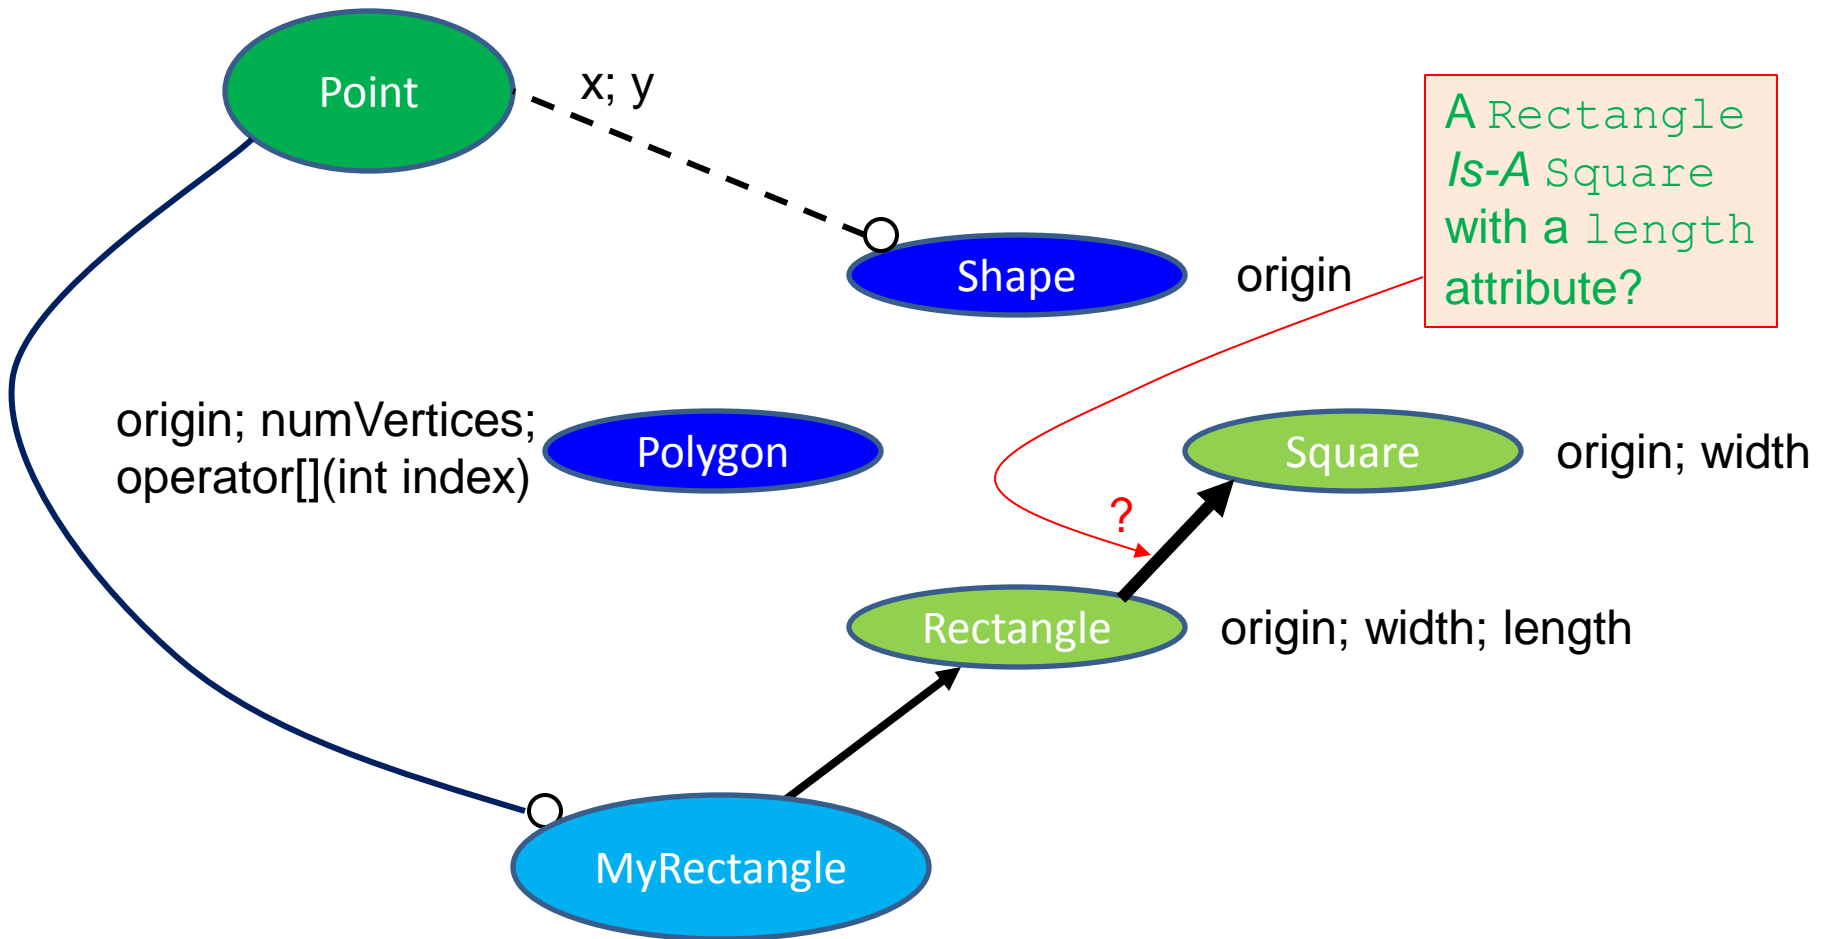 Point
x; y
A Rectangle
Is-A Square
with a length
attribute?
Shape
origin
origin; numVertices;
operator[](int index)
Polygon
Square
origin; width
?
Rectangle
origin; width; length
MyRectangle